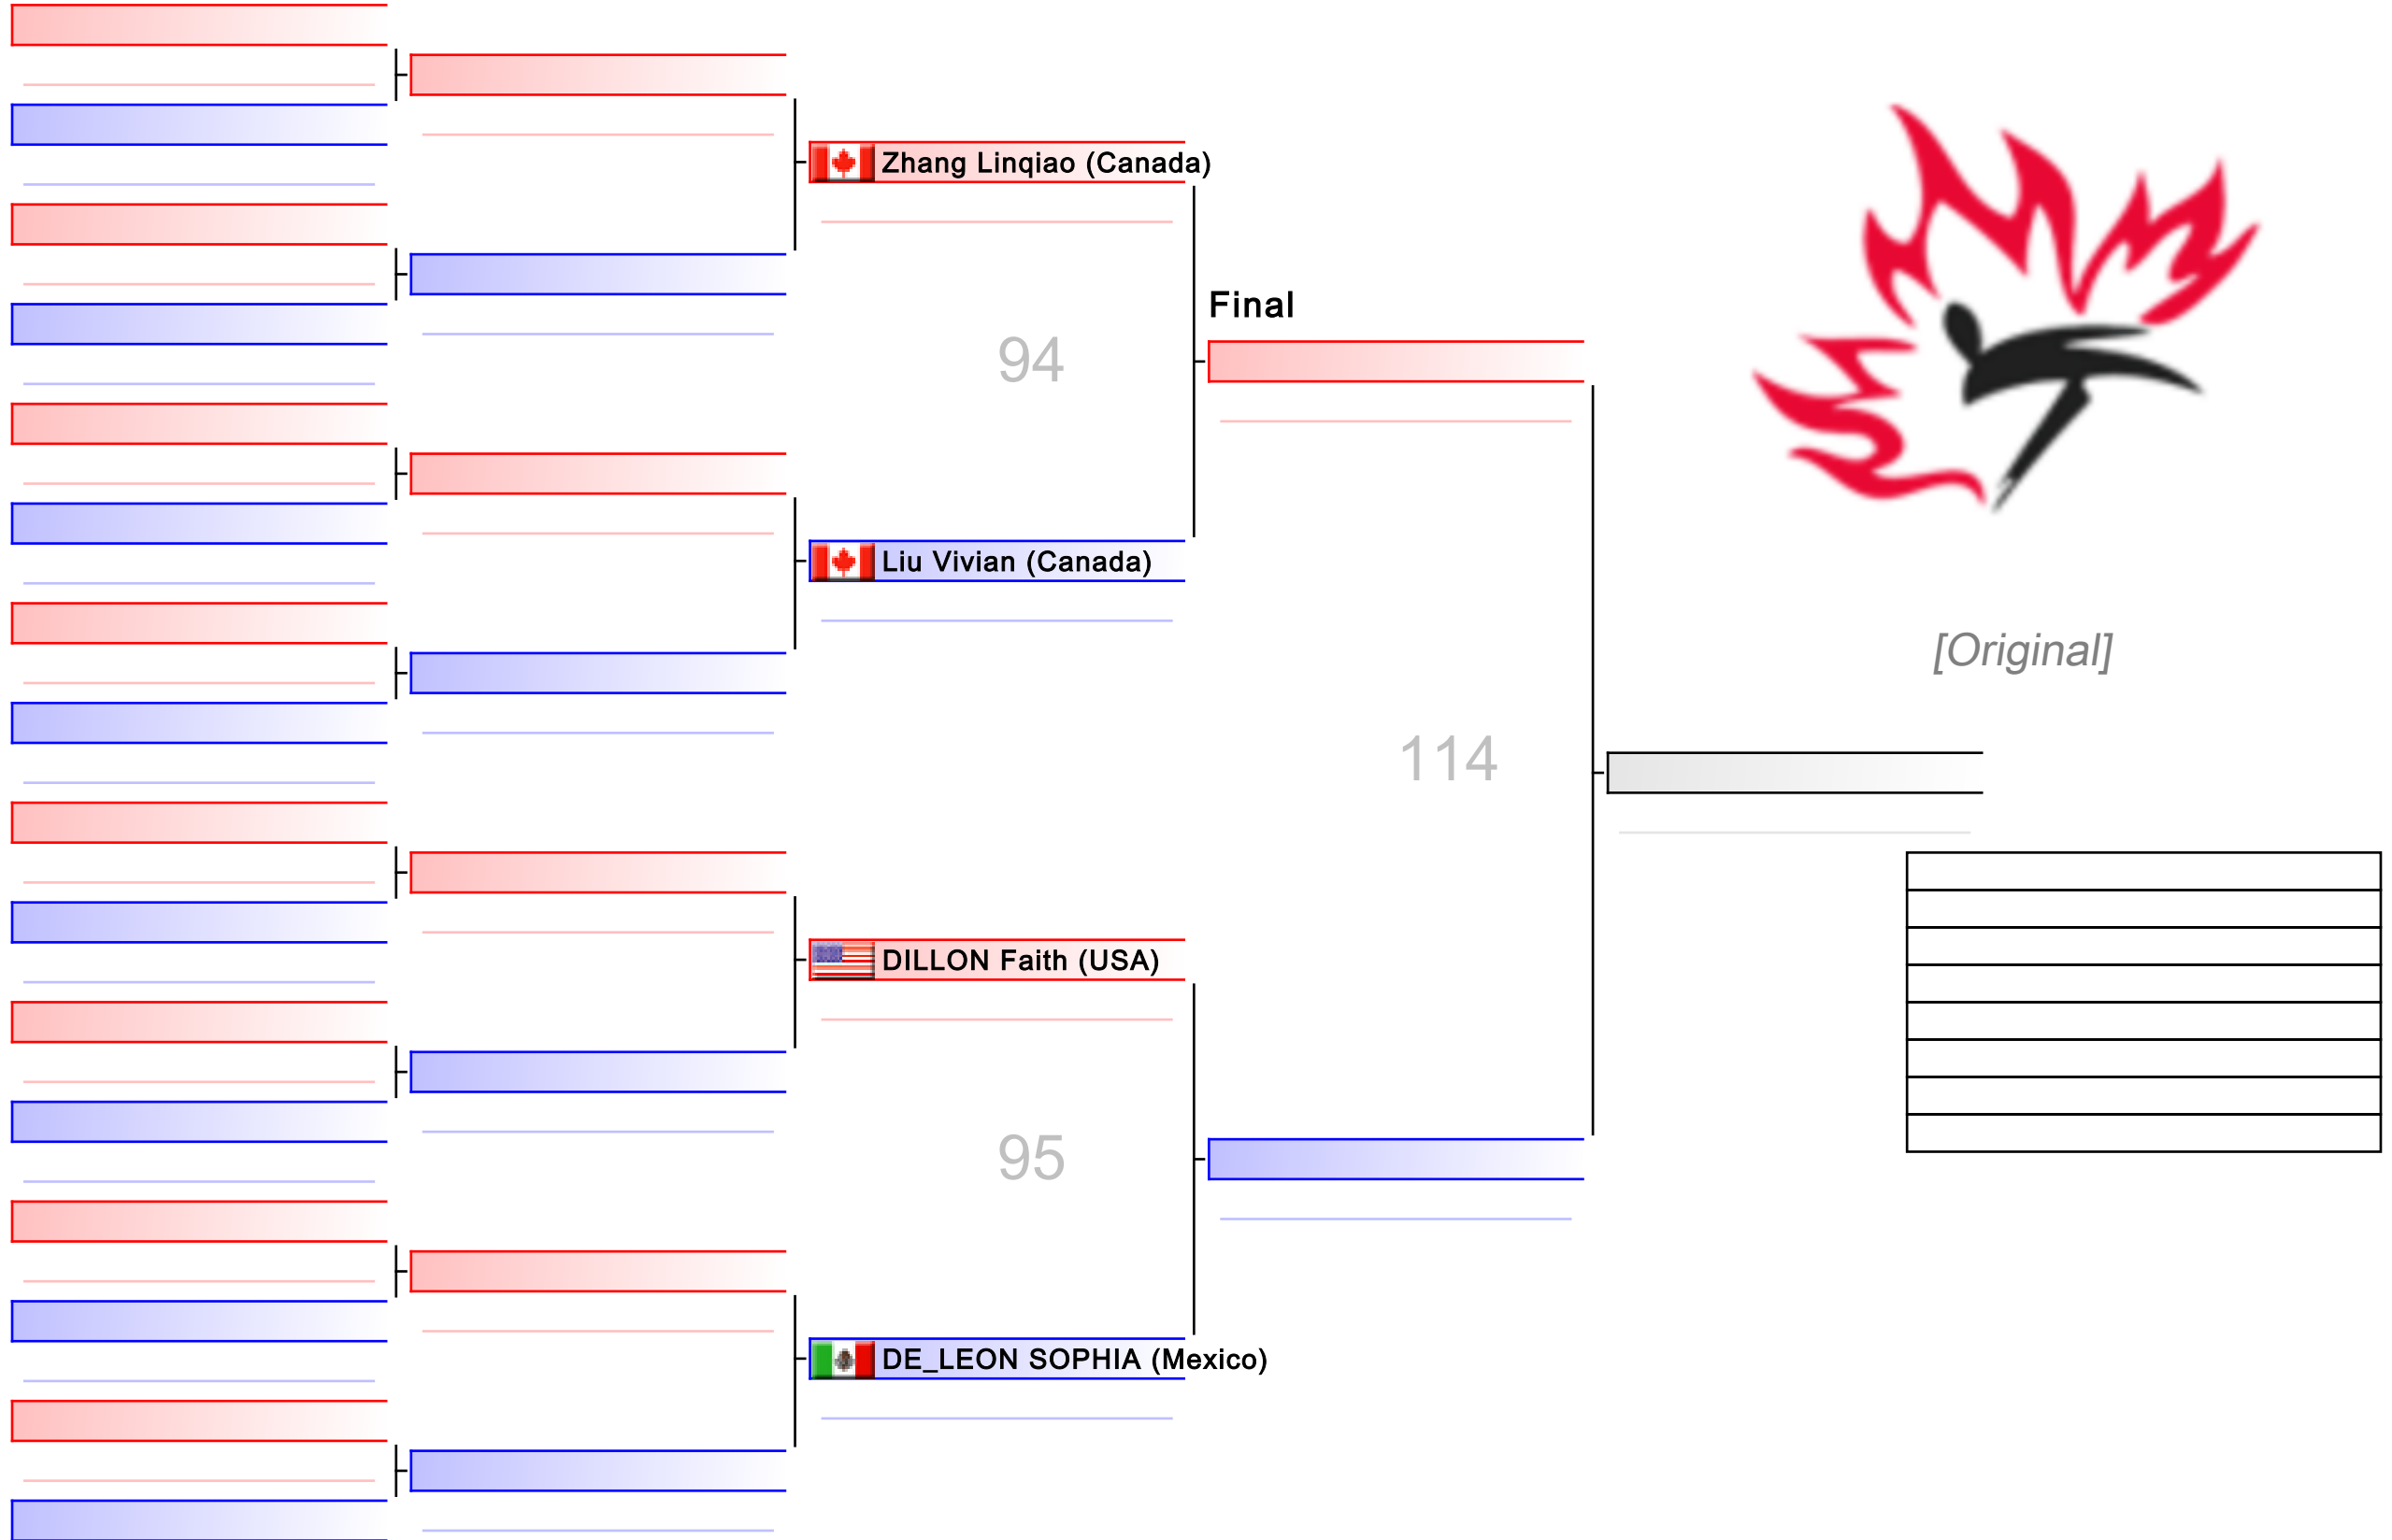 Zhang Linqiao (Canada)
Final
94
Liu Vivian (Canada)
[Original]
114
DILLON Faith (USA)
95
DE_LEON SOPHIA (Mexico)